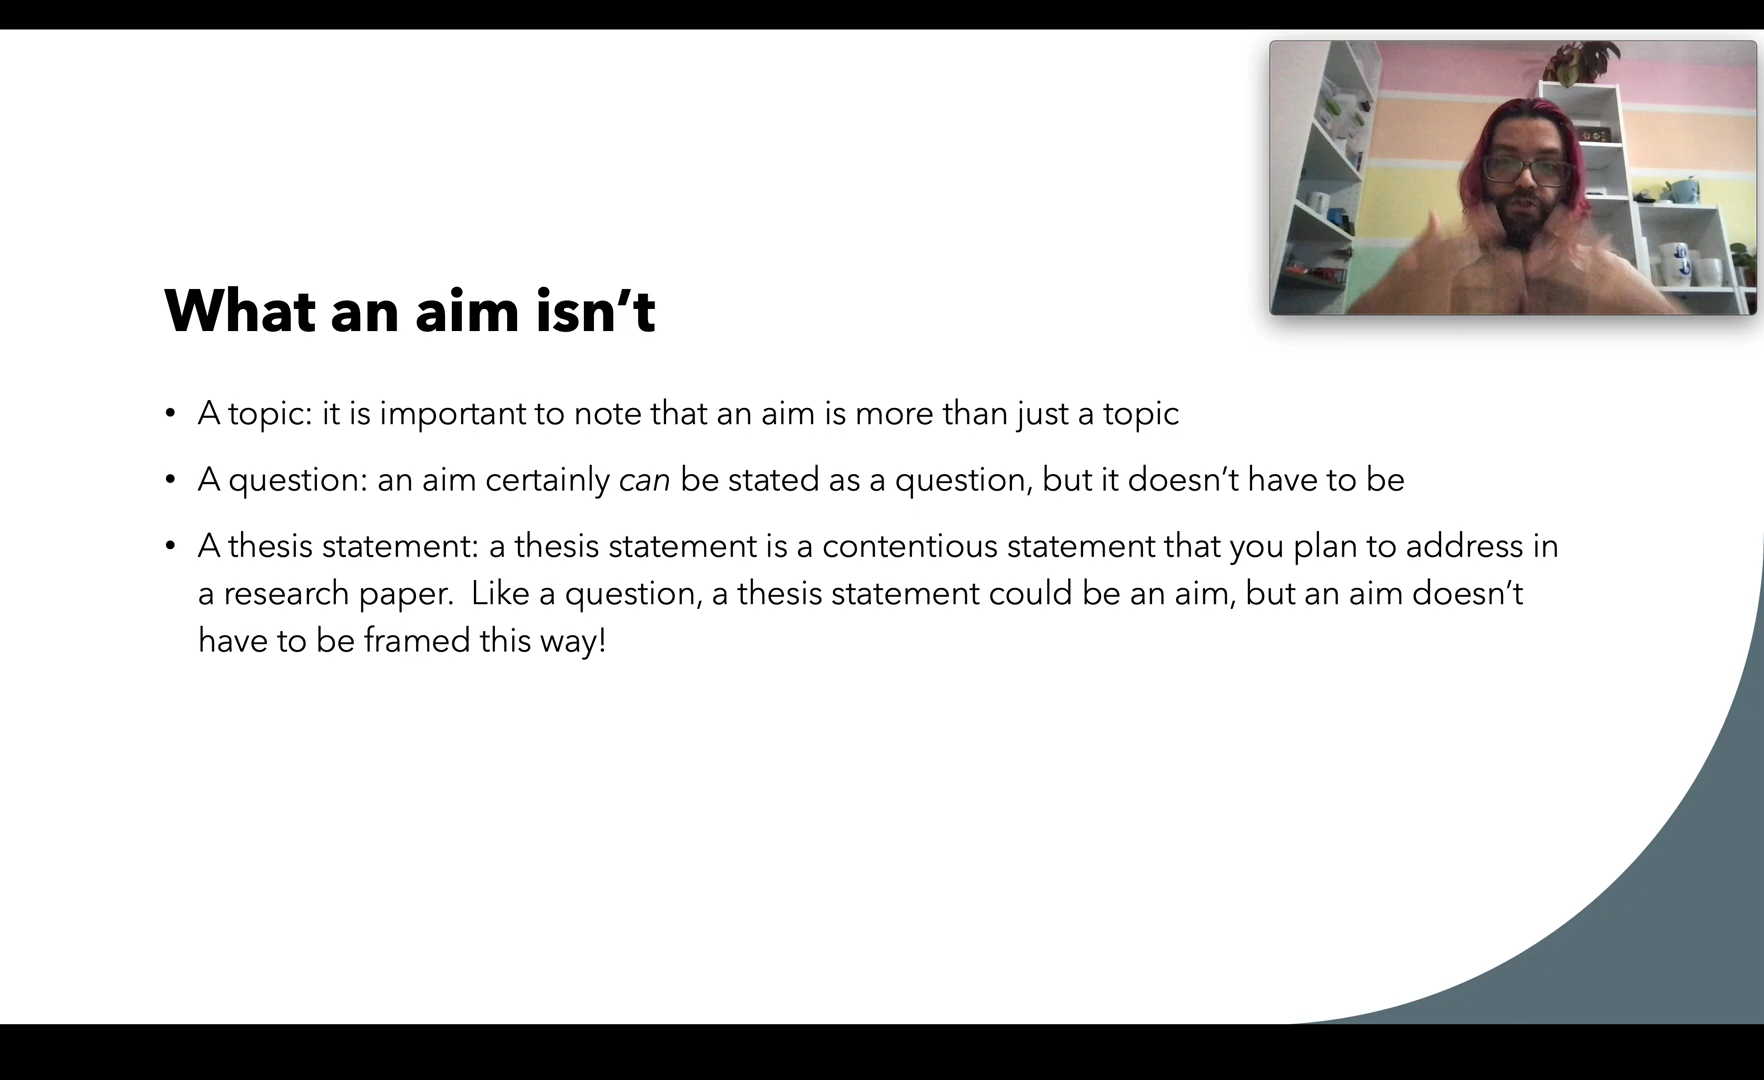 What an aim isn’t
• A topic: it is important to note that an aim is more than just a topic
• A question: an aim certainly can be stated as a question, but it doesn’t have to be
• A thesis statement: a thesis statement is a contentious statement that you plan to address in
a research paper.  Like a question, a thesis statement could be an aim, but an aim doesn’t
have to be framed this way!